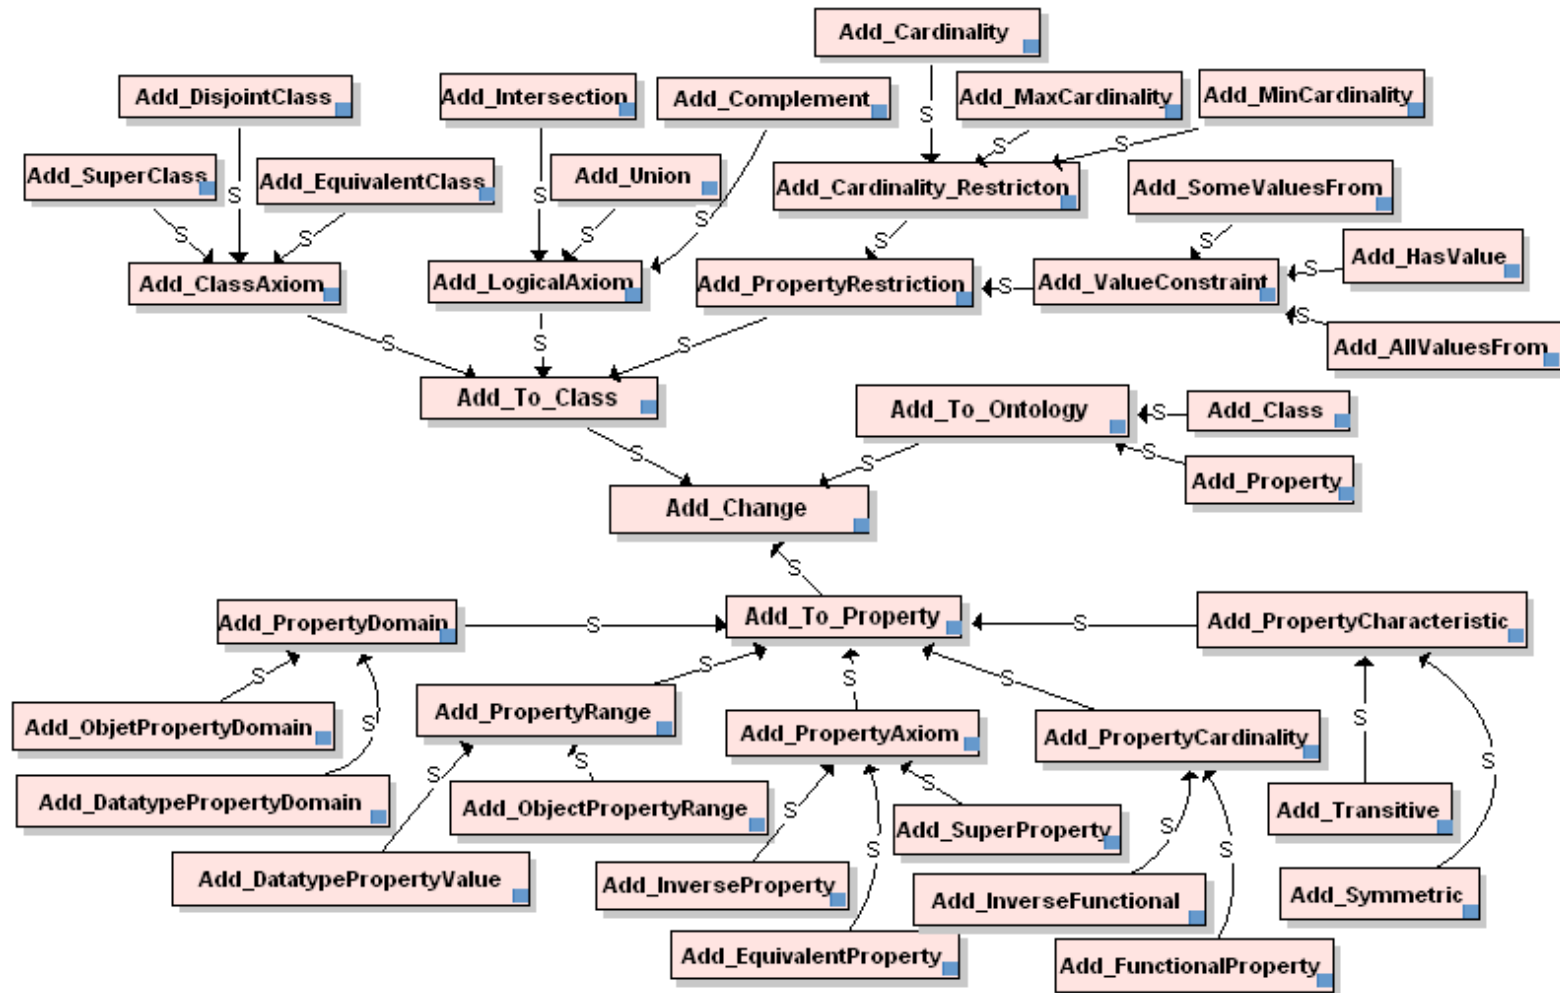 Add_Cardinality
Add_DisjointClass
Add_Intersection
Add_Complement
Add_MaxCardinality
Add_MinCardinality
S
S
S
Add_SuperClass
Add_EquivalentClass
Add_Union
Add_Cardinality_Restricton
Add_SomeValuesFrom
S
S
S
S
S
S
S
S
S
Add_ClassAxiom
Add_LogicalAxiom
Add_PropertyRestriction
S
Add_ValueConstraint
S
Add_HasValue
S
Add_AllValuesFrom
S
S
S
Add_To_Class
Add_To_Ontology
S
Add_Class
S
S
S
Add_Property
Add_Change
S
Add_PropertyDomain
S
Add_To_Property
S
Add_PropertyCharacteristic
S
S
S
S
S
Add_ObjetPropertyDomain
S
Add_PropertyRange
Add_PropertyAxiom
Add_PropertyCardinality
S
S
S
S
Add_DatatypePropertyDomain
Add_ObjectPropertyRange
S
S
Add_SuperProperty
Add_Transitive
S
S
S
S
Add_DatatypePropertyValue
Add_InverseProperty
Add_InverseFunctional
Add_Symmetric
Add_EquivalentProperty
Add_FunctionalProperty